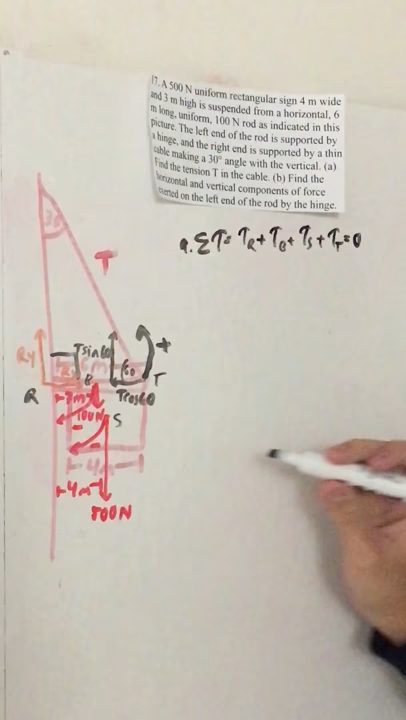 17. A 500 N uniform rectangular sign 4 m wide
and 3 m high is suspended from a horizontal, 6
m long, uniform, 100 N rod as indicated in this
picture. The left end of the rod is supported by
a hinge, and the right end is supported by a thin
cable making a 30° angle with the vertical. (a)
Find the tension T in the cable. (b) Find the
horizontal and vertical components of force
exerted on the left end of the rod by the hinge.
a. Στ= τR+τB+τS+τT=0
30
T
+
Ry
Tsin60
60
R
B
T
Tcos60
100N
S
4m
4m
500N